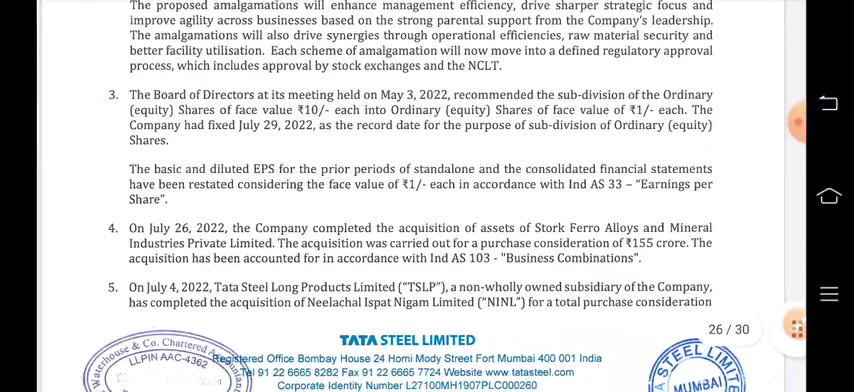 The proposed amalgamations will enhance management efficiency, drive sharper strategic focus and
improve agility across businesses based on the strong parental support from the Company's leadership.
The amalgamations will also drive synergies through operational efficiencies, raw material security and
better facility utilisation. Each scheme of amalgamation will now move into a defined regulatory approval
process, which includes approval by stock exchanges and the NCLT.
3. The Board of Directors at its meeting held on May 3, 2022, recommended the sub-division of the Ordinary
(equity) Shares of face value ₹10/- each into Ordinary (equity) Shares of face value of ₹1/- each. The
Company had fixed July 29, 2022, as the record date for the purpose of sub-division of Ordinary (equity)
Shares.
The basic and diluted EPS for the prior periods of standalone and the consolidated financial statements
have been restated considering the face value of ₹1/- each in accordance with Ind AS 33 – "Earnings per
Share".
4. On July 26, 2022, the Company completed the acquisition of assets of Stork Ferro Alloys and Mineral
Industries Private Limited. The acquisition was carried out for a purchase consideration of ₹155 crore. The
acquisition has been accounted for in accordance with Ind AS 103 - "Business Combinations".
5. On July 4, 2022, Tata Steel Long Products Limited ("TSLP"), a non-wholly owned subsidiary of the Company,
has completed the acquisition of Neelachal Ispat Nigam Limited ("NINL") for a total purchase consideration
26 / 30
TATA STEEL LIMITED
Registered Office Bombay House 24 Homi Mody Street Fort Mumbai 400 001 India
Tel 91 22 6665 8282 Fax 91 22 6665 7724 Website www.tatasteel.com
Corporate Identity Number L27100MH1907PLC000260
Waterhouse & Co. Chartered
LLPIN AAC-4362
STEEL LIMITE
MUMBAI